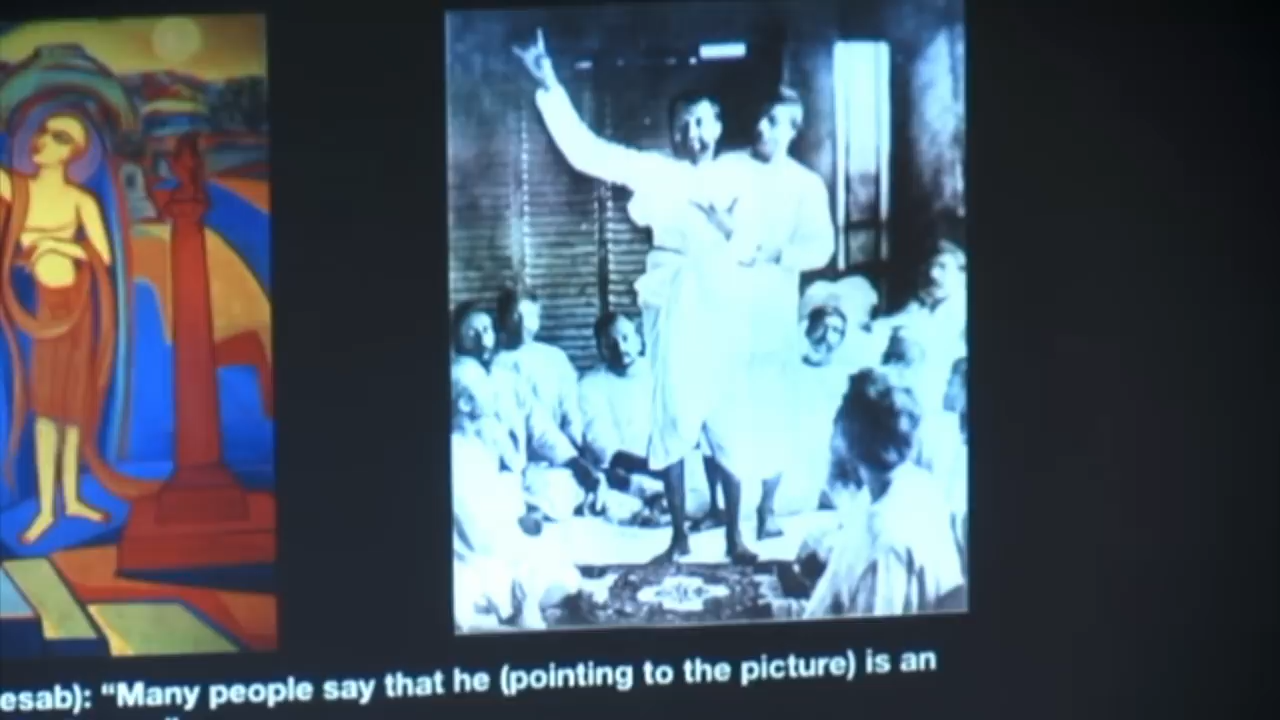 esab): “Many people say that he (pointing to the picture) is an